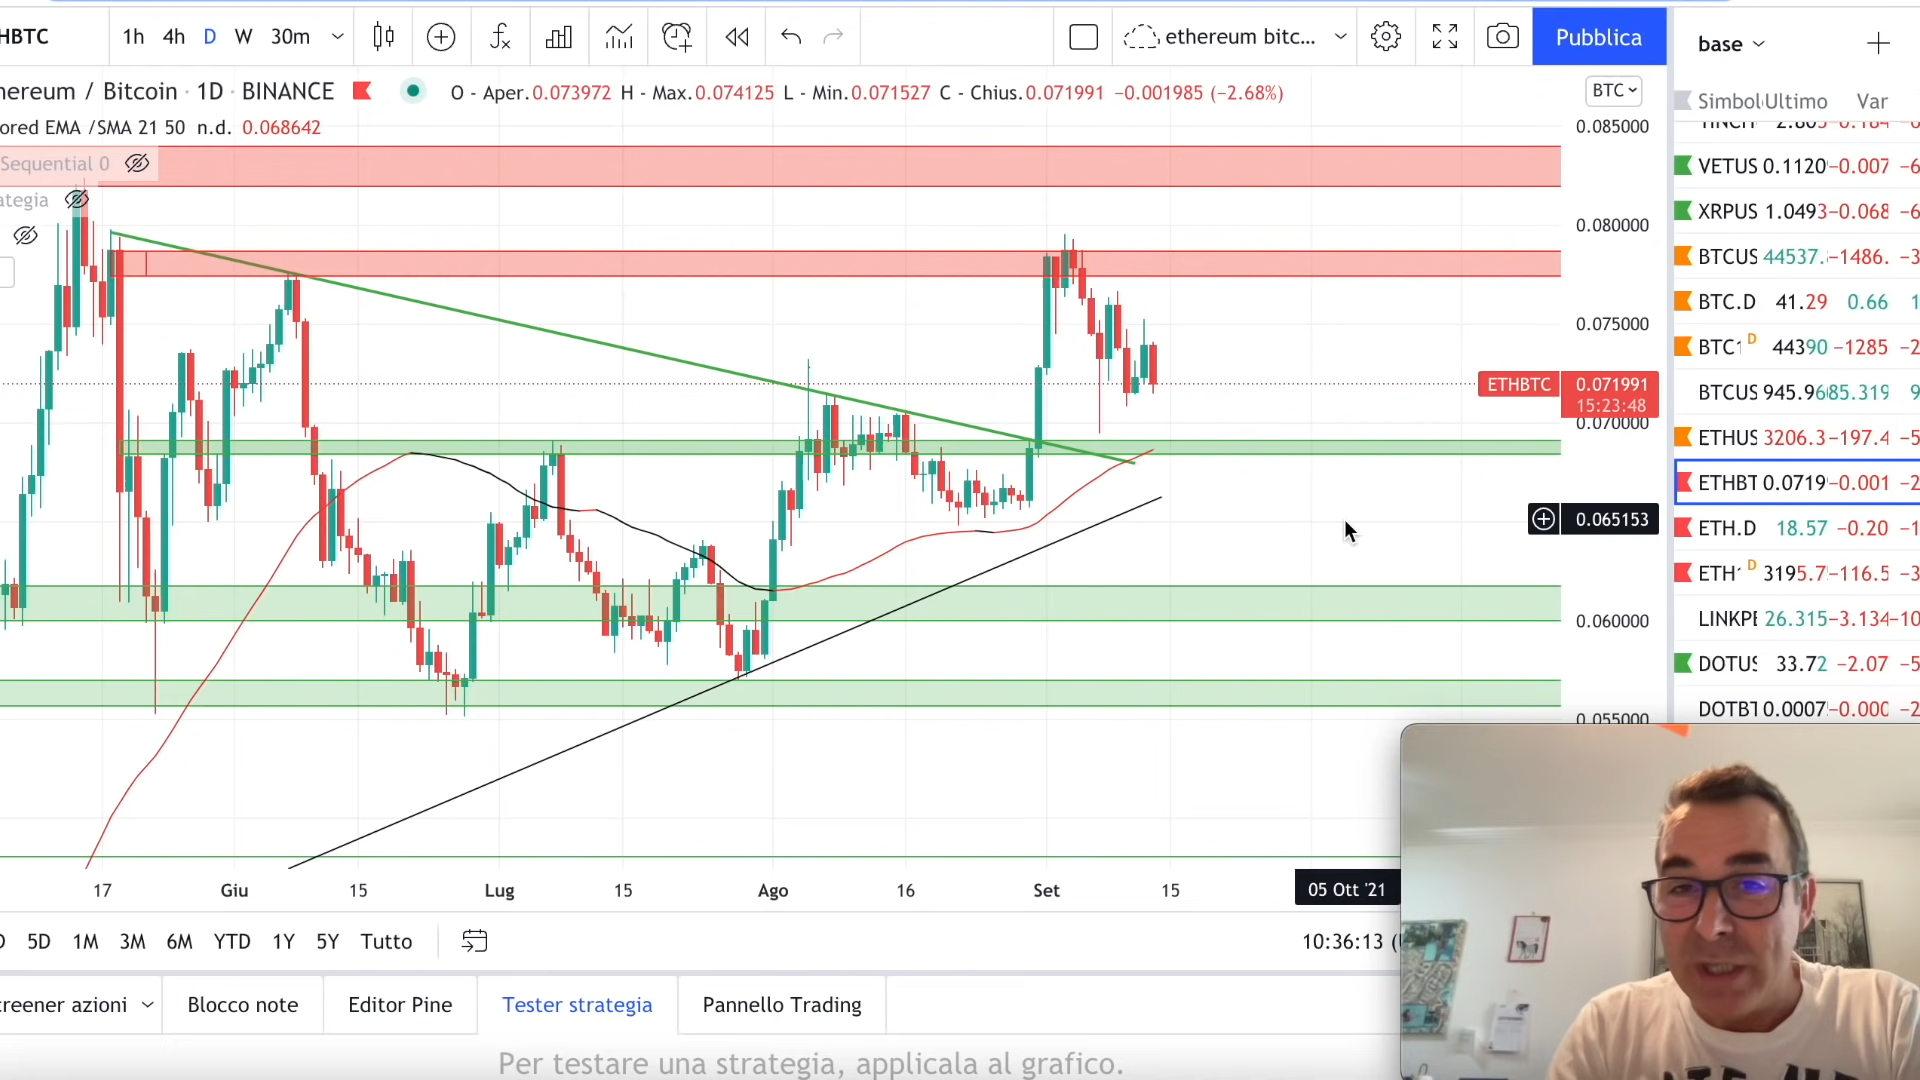 HBTC 1h 4h D W 30m ethereum bitc... Pubblica base
hereum / Bitcoin · 1D · BINANCE O - Aper.0.073972 H - Max.0.074125 L - Min.0.071527 C - Chius.0.071991 −0.001985 (−2.68%) BTC
Simbol Ultimo Var
ored EMA /SMA 21 50 n.d. 0.068642
0.085000
Sequential 0
VETUS 0.1120 −0.007 −6
ategia
XRPUS 1.0493 −0.068 −6
0.080000
BTCUS 44537. −1486. −3
BTC.D 41.29 0.66 1
0.075000
BTC1 D 44390 −1285 −2
ETHBTC 0.071991
15:23:48
BTCUS 945.96 85.319 9
0.070000
ETHUS 3206.3 −197.4 −5
ETHBT 0.0719 −0.001 −2
0.065153
ETH.D 18.57 −0.20 −1
ETH D 3195.7 −116.5 −3
0.060000
LINKPE 26.315 −3.134 −10
DOTUS 33.72 −2.07 −5
DOTBT 0.0007 −0.000 −2
0.055000
17 Giu 15 Lug 15 Ago 16 Set 15 05 Ott '21
5D 1M 3M 6M YTD 1Y 5Y Tutto 10:36:13 (
creener azioni Blocco note Editor Pine Tester strategia Pannello Trading
Per testare una strategia, applicala al grafico.